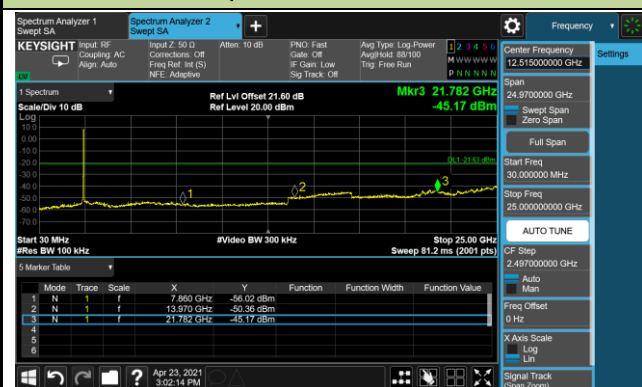 Spectrum Analyzer 1
Swept SA
Spectrum Analyzer 2
Swept SA
+
Frequency
KEYSIGHT
Input: RF
Coupling: AC
Align: Auto
Input Z: 50 Ω
Corrections: Off
Freq Ref: Int (S)
NFE: Adaptive
Atten: 10 dB
PNO: Fast
Gate: Off
IF Gain: Low
Sig Track: Off
Avg Type: Log-Power
Avg|Hold: 88/100
Trig: Free Run
1 2 3 4 5 6
M W W W W W
P N N N N N
LXI
1 Spectrum
Scale/Div 10 dB
Ref Lvl Offset 21.60 dB
Ref Level 20.00 dBm
Mkr3 21.782 GHz
-45.17 dBm
Log
10.0
0.00
-10.0
-20.0
-30.0
-40.0
-50.0
-60.0
-70.0
DL1 -21.63 dBm
1
2
3
Start 30 MHz
#Res BW 100 kHz
#Video BW 300 kHz
Stop 25.00 GHz
Sweep 81.2 ms (2001 pts)
5 Marker Table
Mode Trace Scale X Y Function Function Width Function Value
1 N 1 f 7.860 GHz -56.02 dBm
2 N 1 f 13.970 GHz -50.36 dBm
3 N 1 f 21.782 GHz -45.17 dBm
4
5
6
Center Frequency
12.515000000 GHz
Settings
Span
24.9700000 GHz
Swept Span
Zero Span
Full Span
Start Freq
30.000000 MHz
Stop Freq
25.000000000 GHz
AUTO TUNE
CF Step
2.497000000 GHz
Auto
Man
Freq Offset
0 Hz
X Axis Scale
Log
Lin
Signal Track
(Span Zoom)
?
Apr 23, 2021
3:02:14 PM